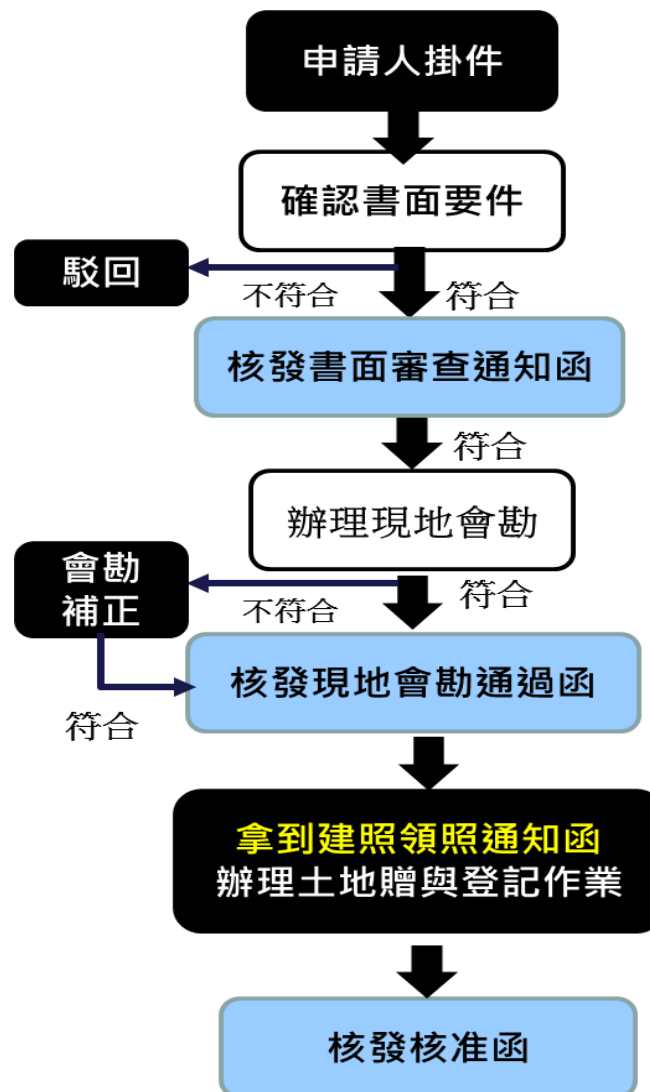 申請人掛件
確認書面要件
駁回
不符合
符合
核發書面審查通知函
符合
辦理現地會勘
會勘
補正
不符合
符合
核發現地會勘通過函
符合
拿到建照領照通知函
辦理土地贈與登記作業
核發核准函